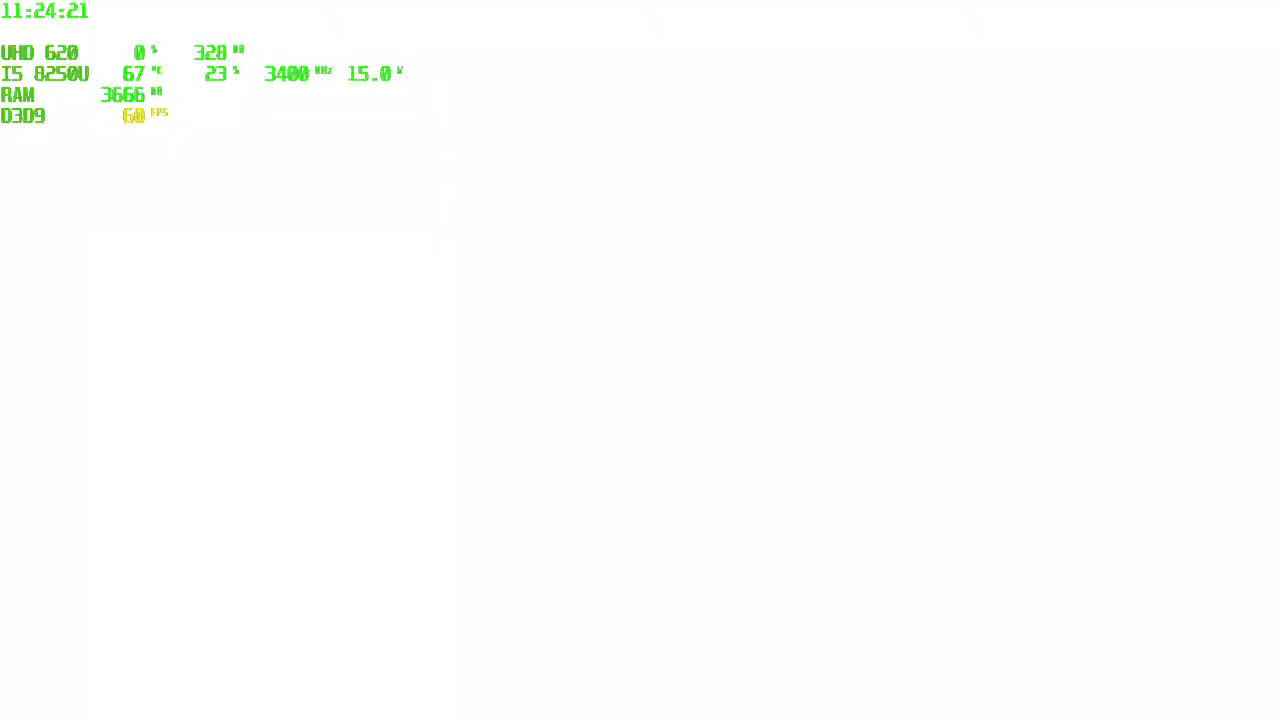 11:24:21
UHD 620 0 % 328 MB
I5 8250U 67 °C 23 % 3400 MHz 15.0 W
RAM 3666 MB
D3D9 60 FPS